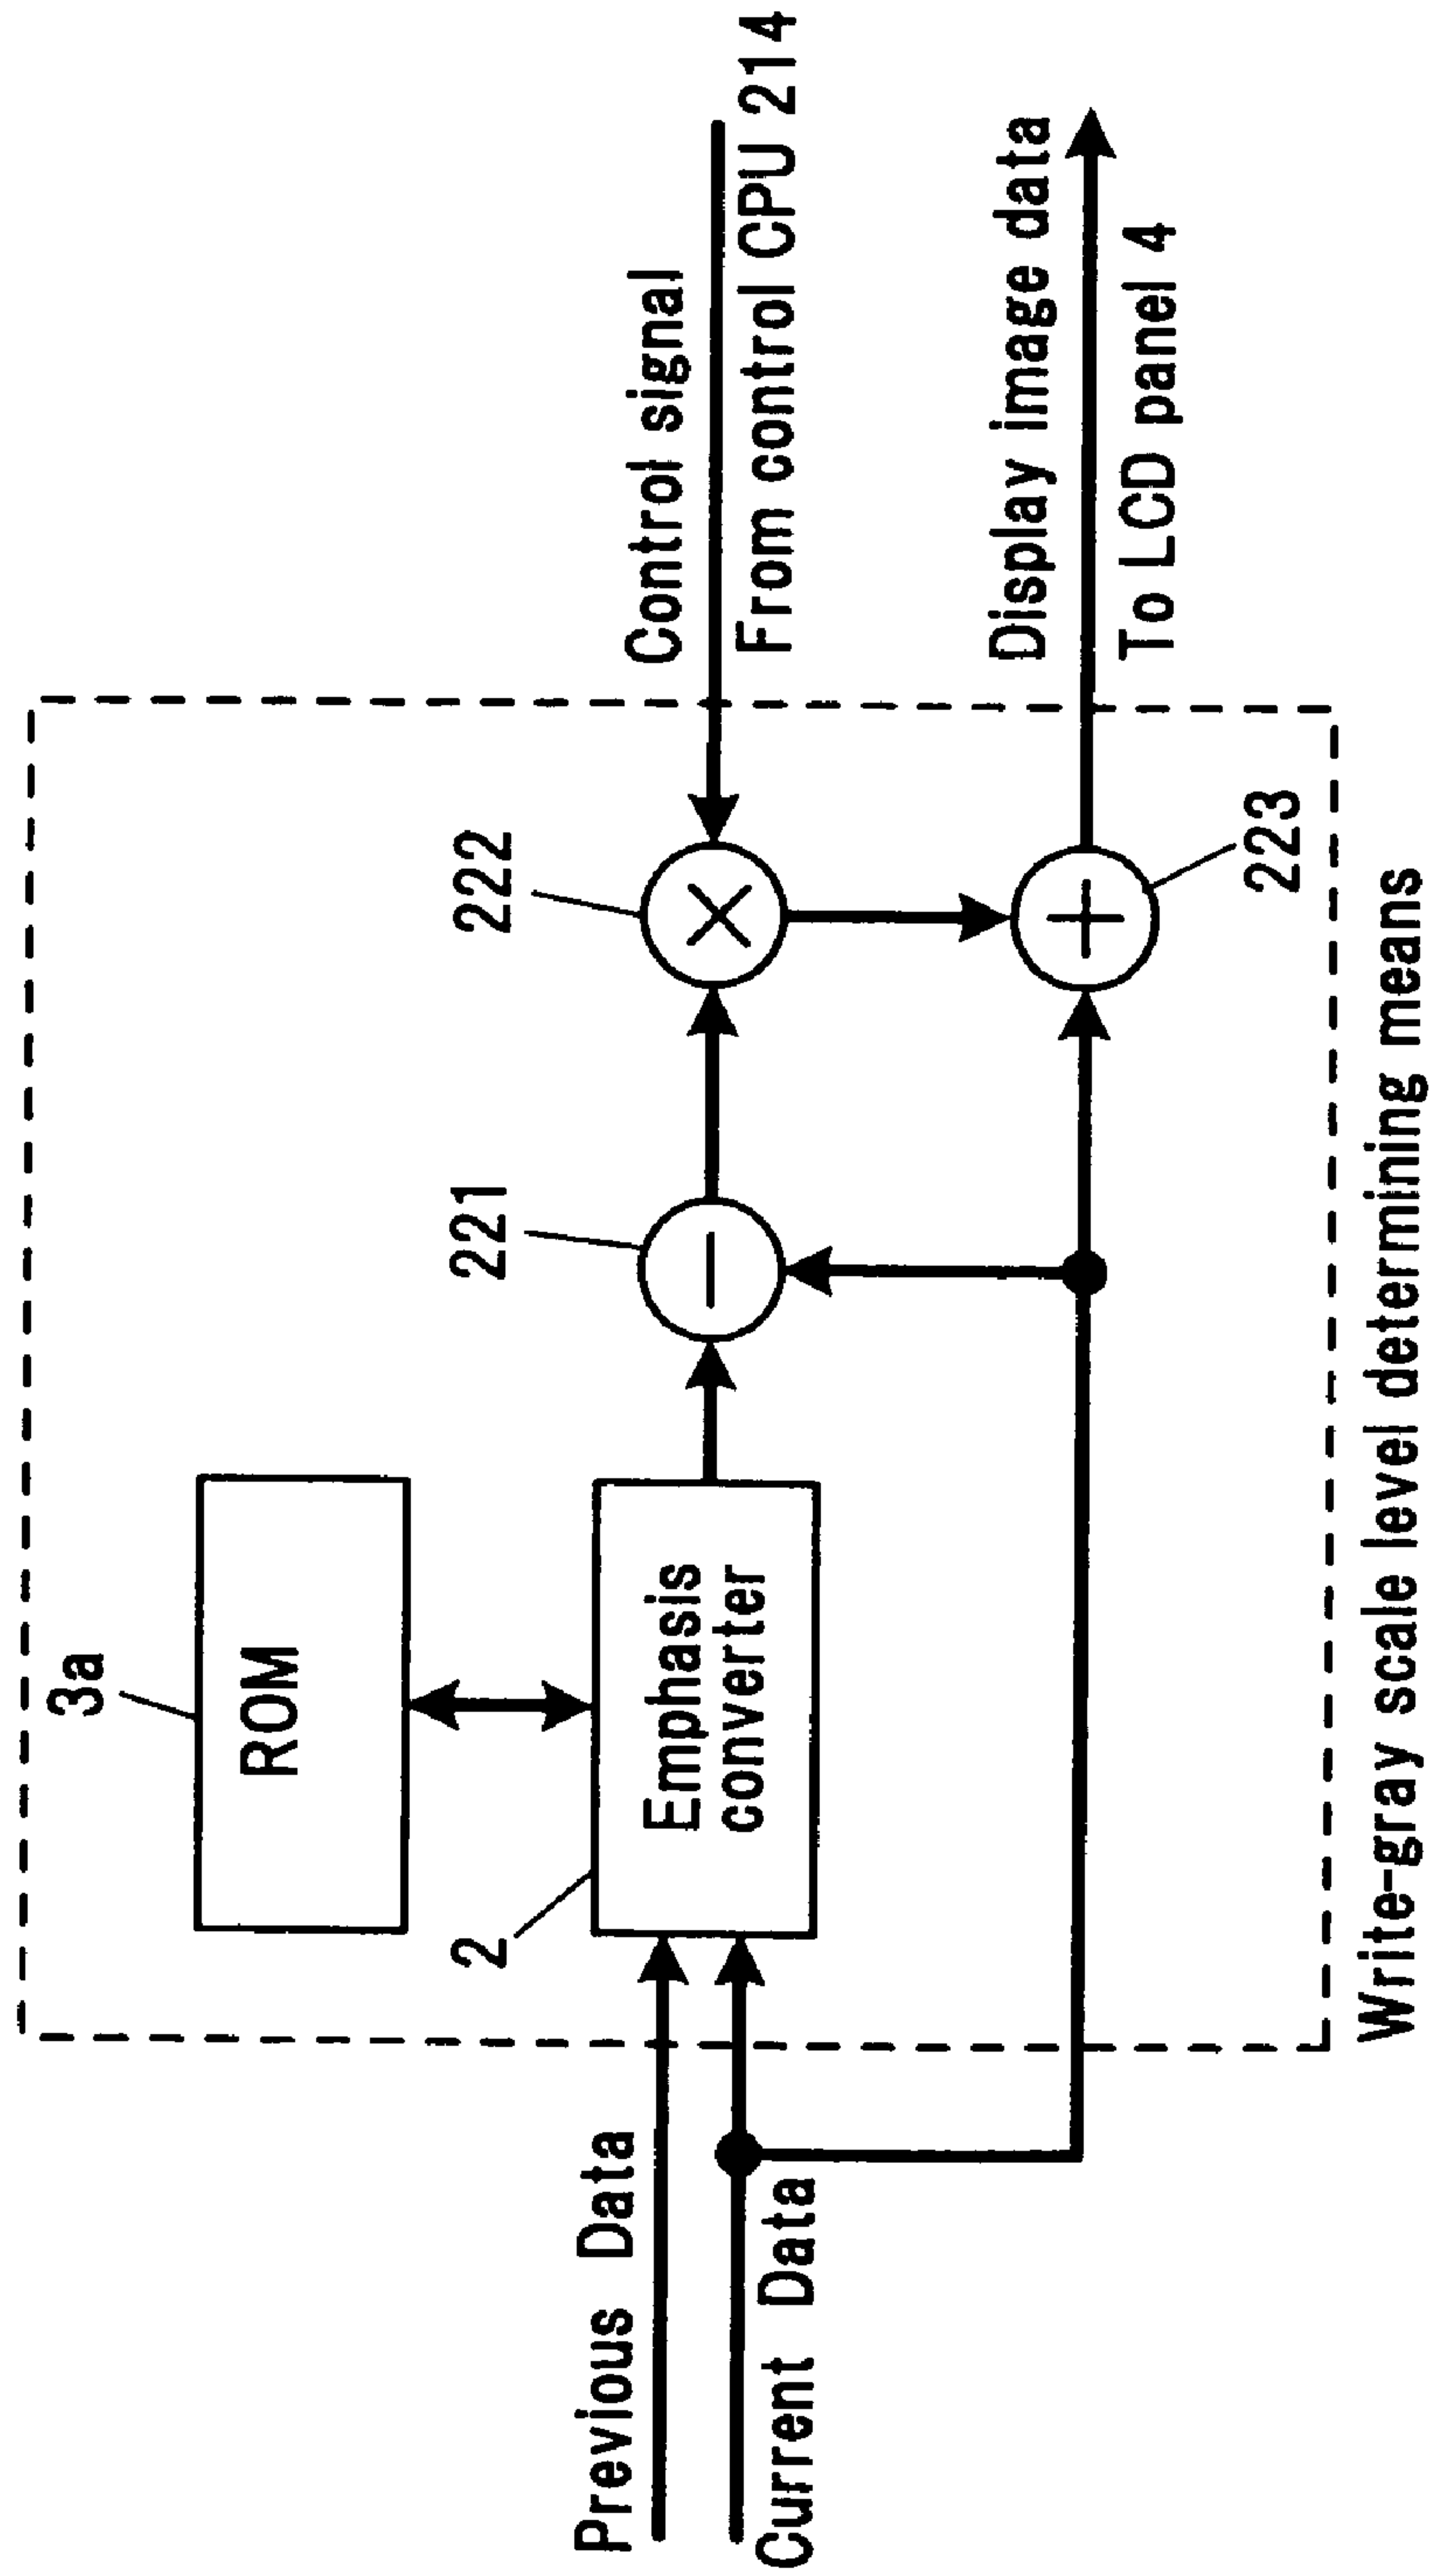 3a
ROM
2
Emphasis
converter
221
222
223
Previous Data
Current Data
Control signal
From control CPU 214
Display image data
To LCD panel 4
Write-gray scale level determining means